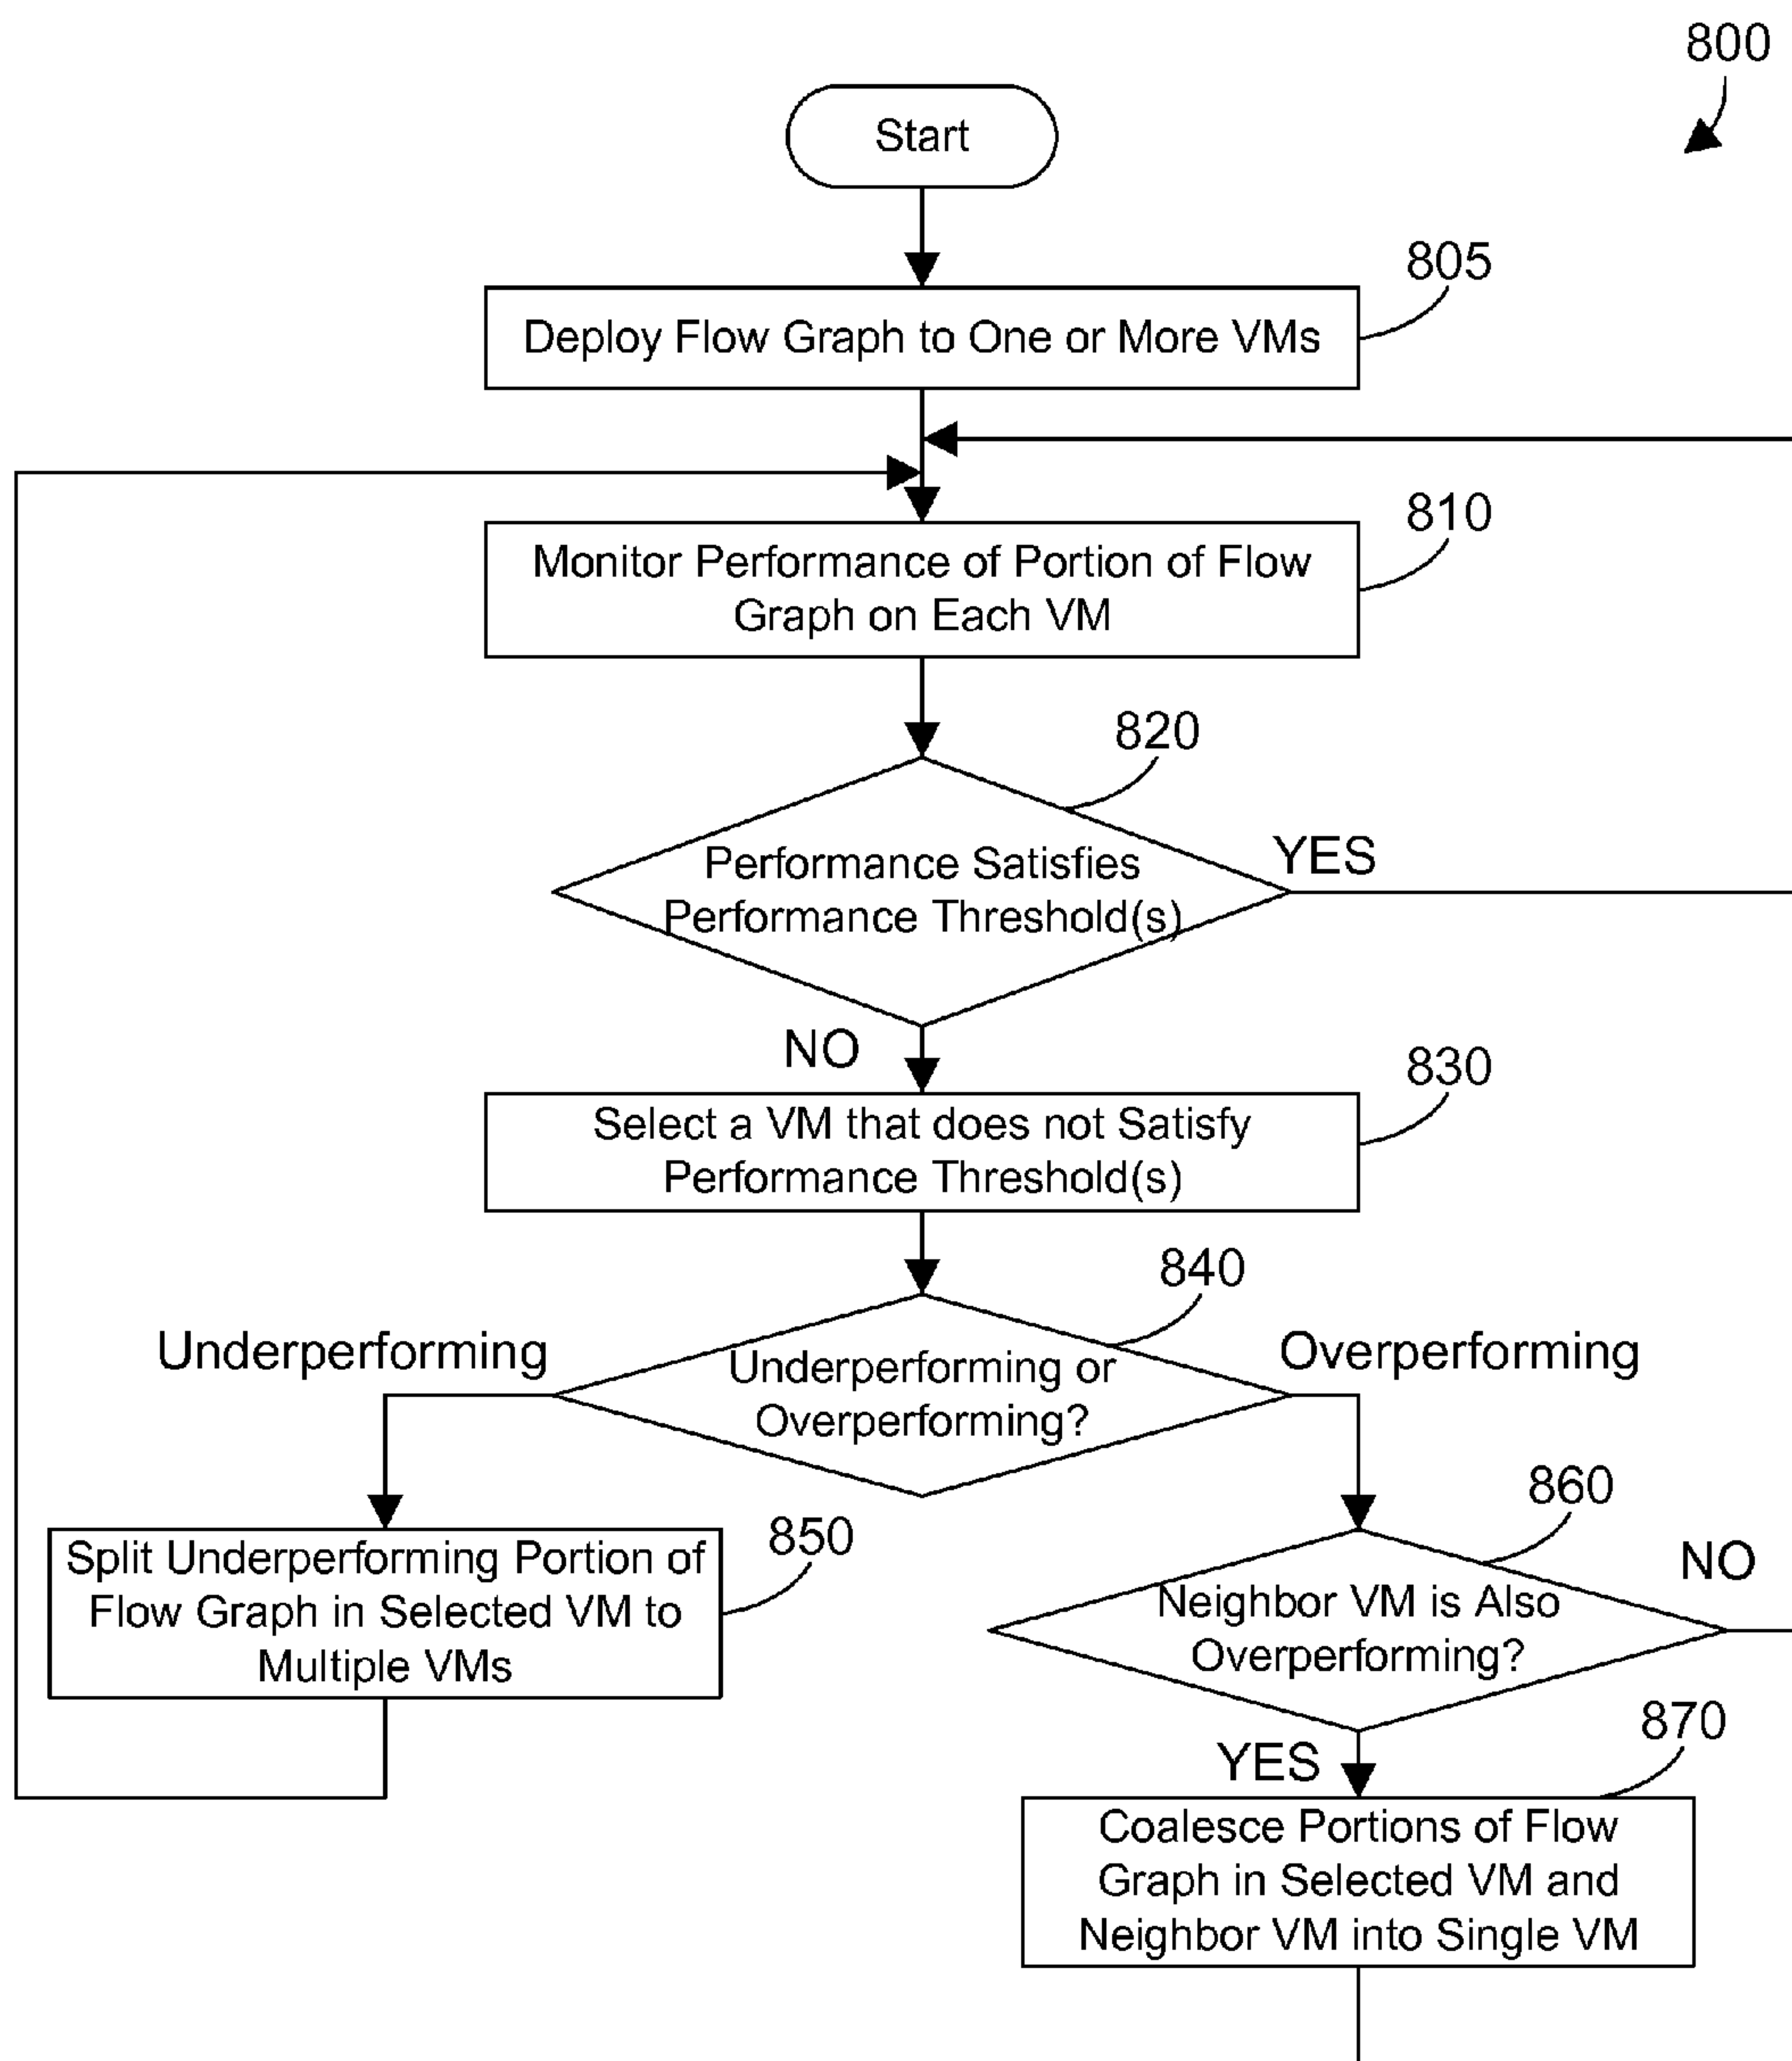 800
Start
805
Deploy Flow Graph to One or More VMs
810
Monitor Performance of Portion of Flow
Graph on Each VM
820
Performance Satisfies
Performance Threshold(s)
YES
NO
830
Select a VM that does not Satisfy
Performance Threshold(s)
840
Underperforming
Underperforming or
Overperforming?
Overperforming
850
Split Underperforming Portion of
Flow Graph in Selected VM to
Multiple VMs
860
Neighbor VM is Also
Overperforming?
NO
YES
870
Coalesce Portions of Flow
Graph in Selected VM and
Neighbor VM into Single VM